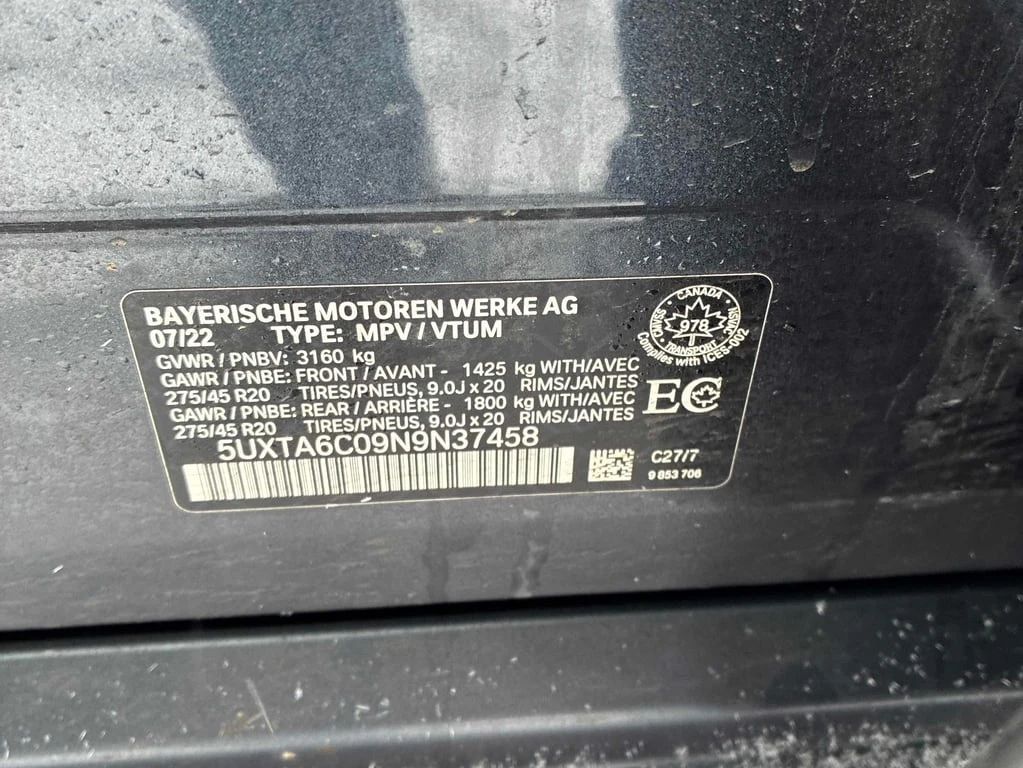 BAYERISCHE MOTOREN WERKE AG
07/22 TYPE: MPV / VTUM
GVWR / PNBV: 3160 kg
GAWR / PNBE: FRONT / AVANT - 1425 kg WITH/AVEC
275/45 R20 TIRES/PNEUS, 9.0J x 20 RIMS/JANTES
GAWR / PNBE: REAR / ARRIÈRE - 1800 kg WITH/AVEC
275/45 R20 TIRES/PNEUS, 9.0J x 20 RIMS/JANTES
5UXTA6C09N9N37458
CANADA
978
TRANSPORT
Complies with ICES-002
EC
C27/7
9 853 706